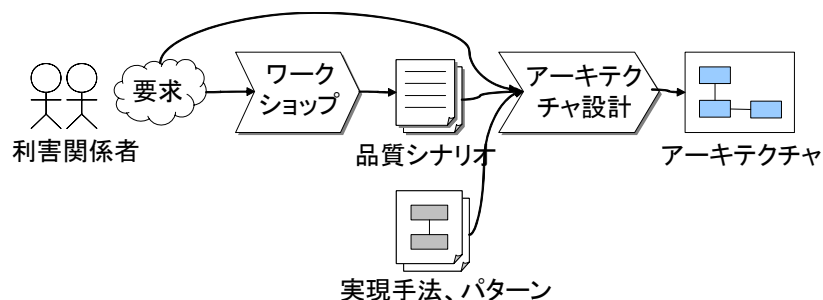 要求
ワーク
ショップ
アーキテク
チャ設計
利害関係者
品質シナリオ
アーキテクチャ
実現手法、パターン